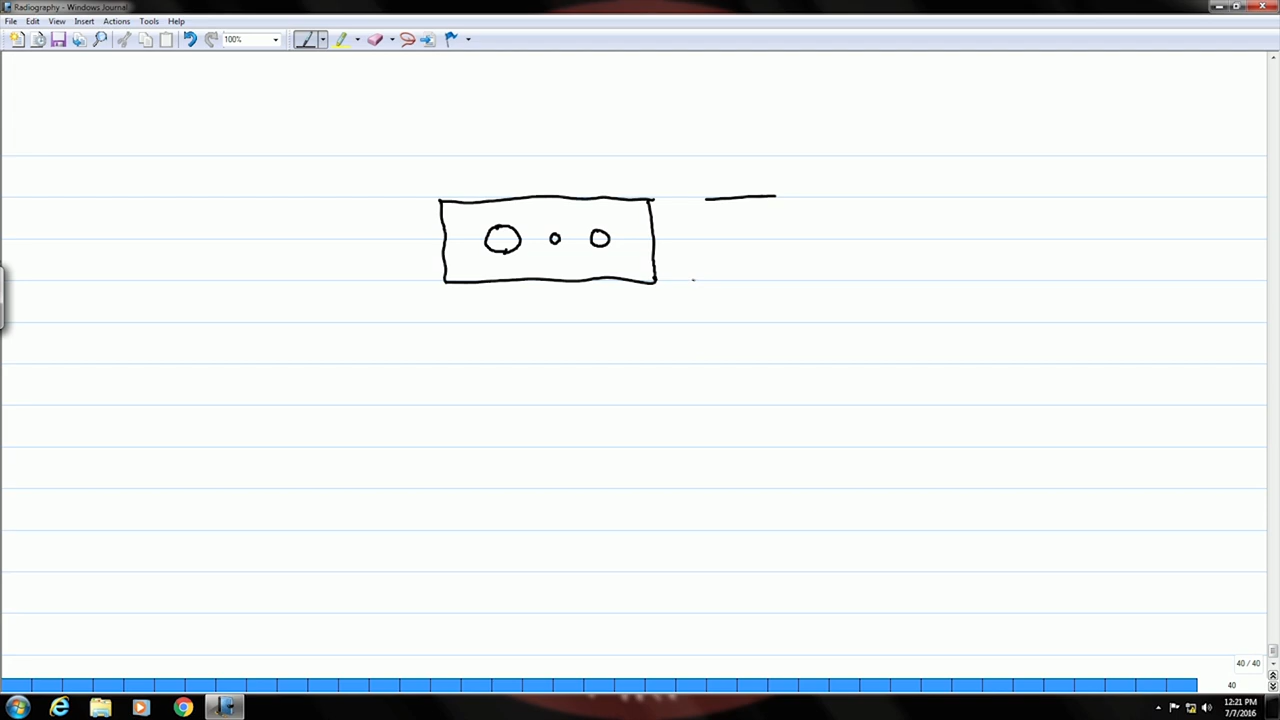 Radiography - Windows Journal
File Edit View Insert Actions Tools Help
100%
40 / 40
40
12:21 PM
7/7/2016